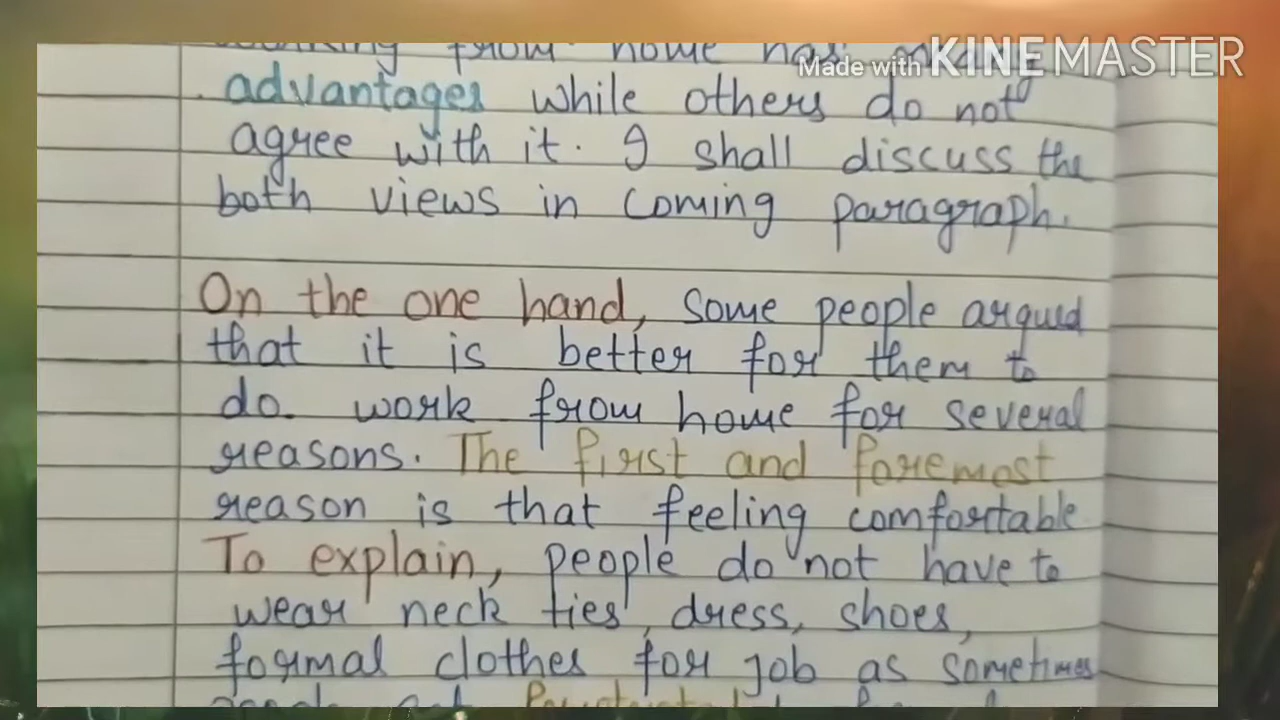 Made with KINEMASTER
from home has
advantages while others do not
agree with it. I shall discuss the
both views in coming paragraph.
On the one hand, some people argued
that it is better for them to
do. work from home for several
reasons. The first and foremost
reason is that feeling comfortable
To explain, people do not have to
wear neck ties, dress, shoes,
formal clothes for job as sometimes